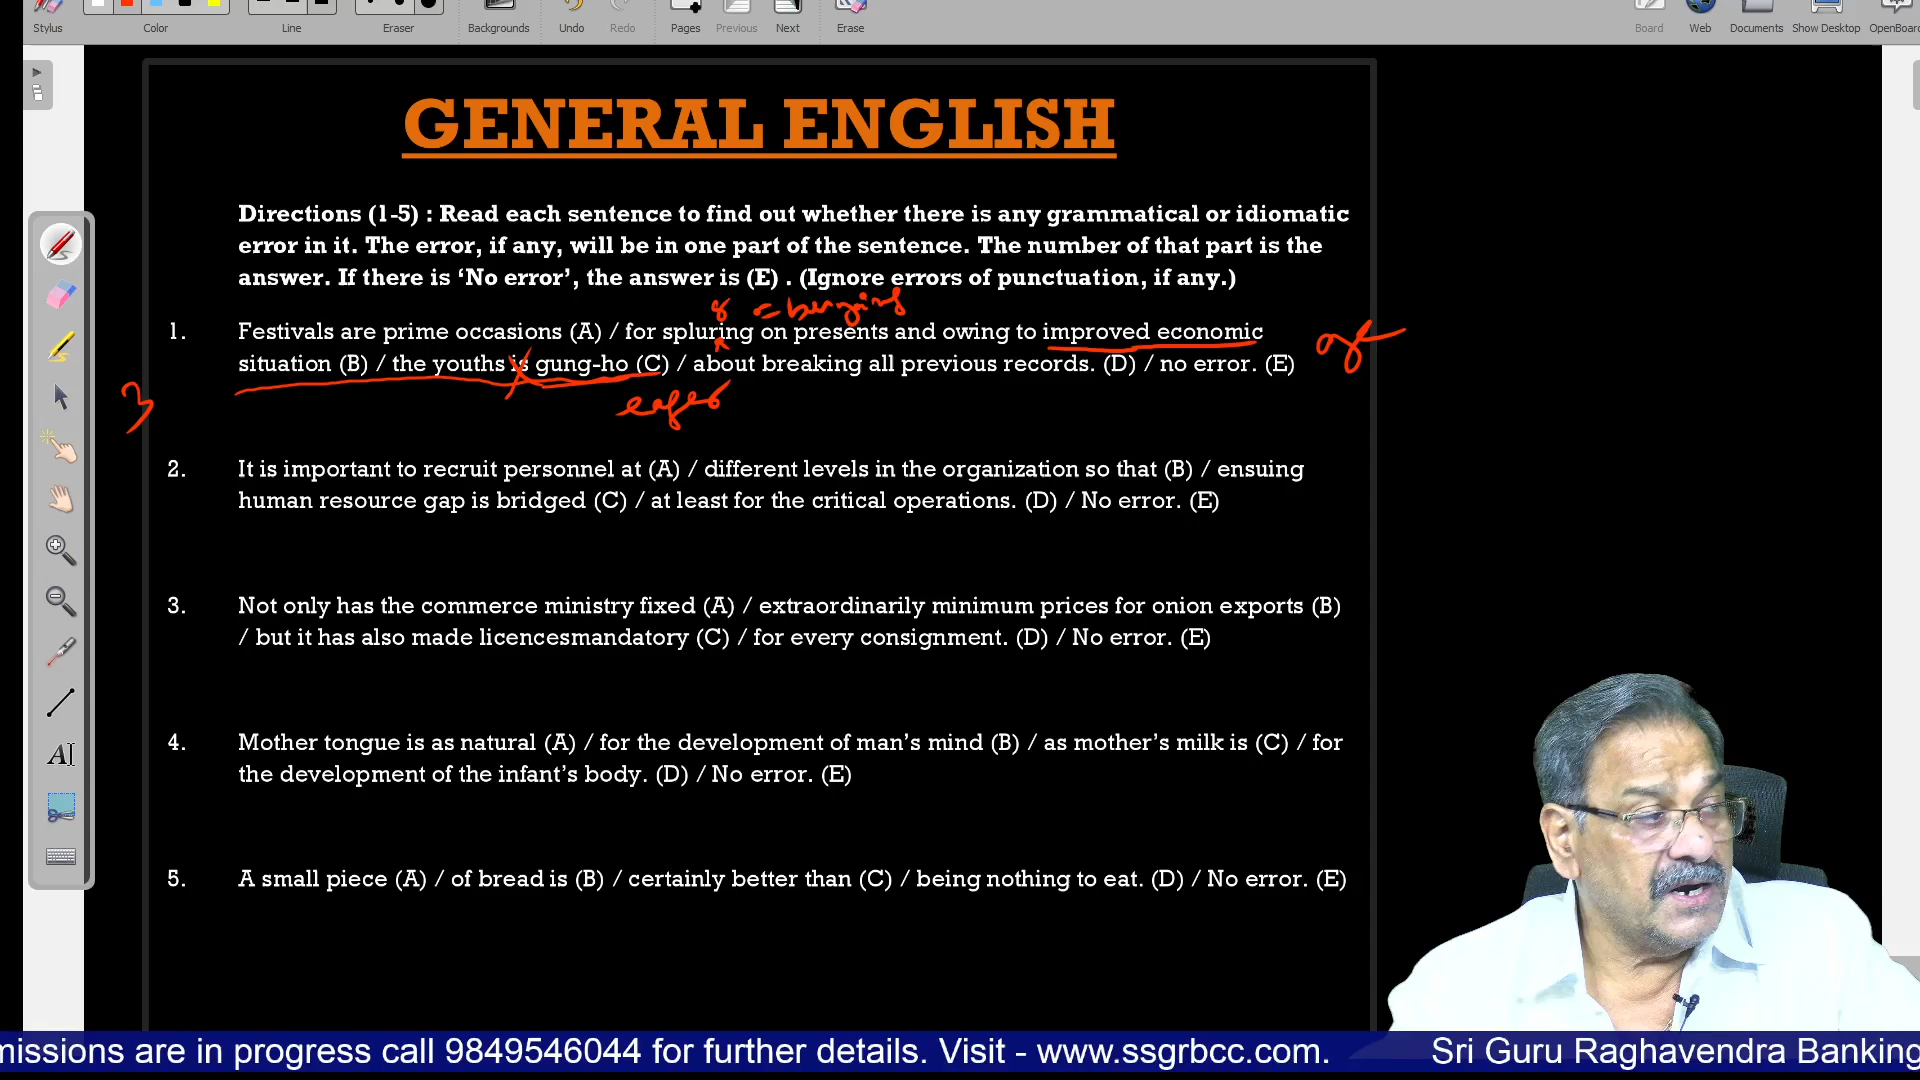 Stylus Color Line Eraser Backgrounds Undo Redo Pages Previous Next Erase Board Web Documents Show Desktop OpenBoard
GENERAL ENGLISH
Directions (1-5) : Read each sentence to find out whether there is any grammatical or idiomatic
error in it. The error, if any, will be in one part of the sentence. The number of that part is the
answer. If there is ‘No error’, the answer is (E) . (Ignore errors of punctuation, if any.)
1. Festivals are prime occasions (A) / for spluring on presents and owing to improved economic
situation (B) / the youths is gung-ho (C) / about breaking all previous records. (D) / no error. (E)
3
eager
2. It is important to recruit personnel at (A) / different levels in the organization so that (B) / ensuing
human resource gap is bridged (C) / at least for the critical operations. (D) / No error. (E)
3. Not only has the commerce ministry fixed (A) / extraordinarily minimum prices for onion exports (B)
/ but it has also made licencesmandatory (C) / for every consignment. (D) / No error. (E)
4. Mother tongue is as natural (A) / for the development of man’s mind (B) / as mother’s milk is (C) / for
the development of the infant’s body. (D) / No error. (E)
5. A small piece (A) / of bread is (B) / certainly better than (C) / being nothing to eat. (D) / No error. (E)
missions are in progress call 9849546044 for further details. Visit - www.ssgrbcc.com. Sri Guru Raghavendra Banking